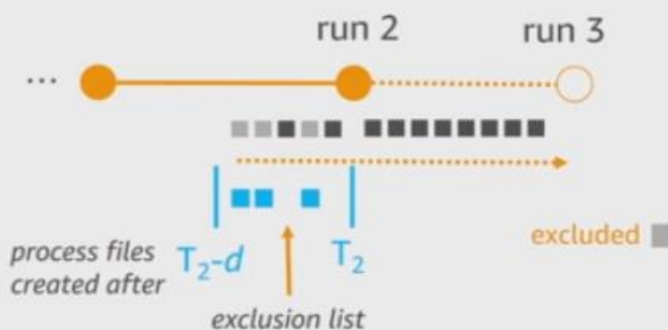 run 2 run 3
...
excluded
process files
created after
T₂-d
T₂
exclusion list